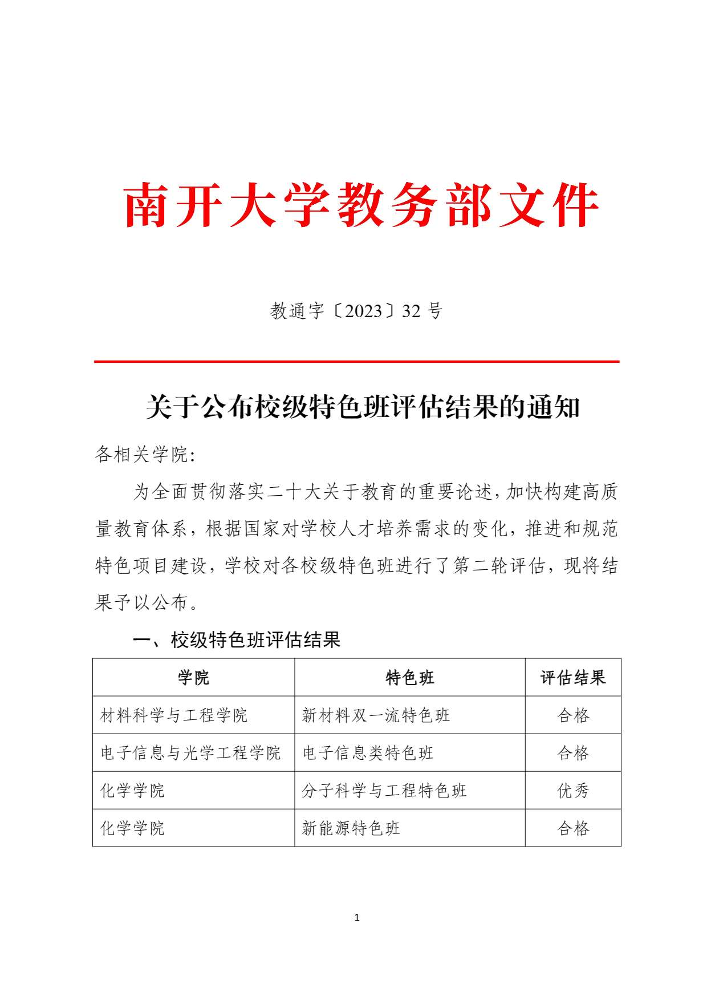 南开大学教务部文件
教通字〔2023〕32 号
关于公布校级特色班评估结果的通知
各相关学院：
为全面贯彻落实二十大关于教育的重要论述，加快构建高质
量教育体系，根据国家对学校人才培养需求的变化，推进和规范
特色项目建设，学校对各校级特色班进行了第二轮评估，现将结
果予以公布。
一、校级特色班评估结果
学院 特色班 评估结果
材料科学与工程学院 新材料双一流特色班 合格
电子信息与光学工程学院 电子信息类特色班 合格
化学学院 分子科学与工程特色班 优秀
化学学院 新能源特色班 合格
1